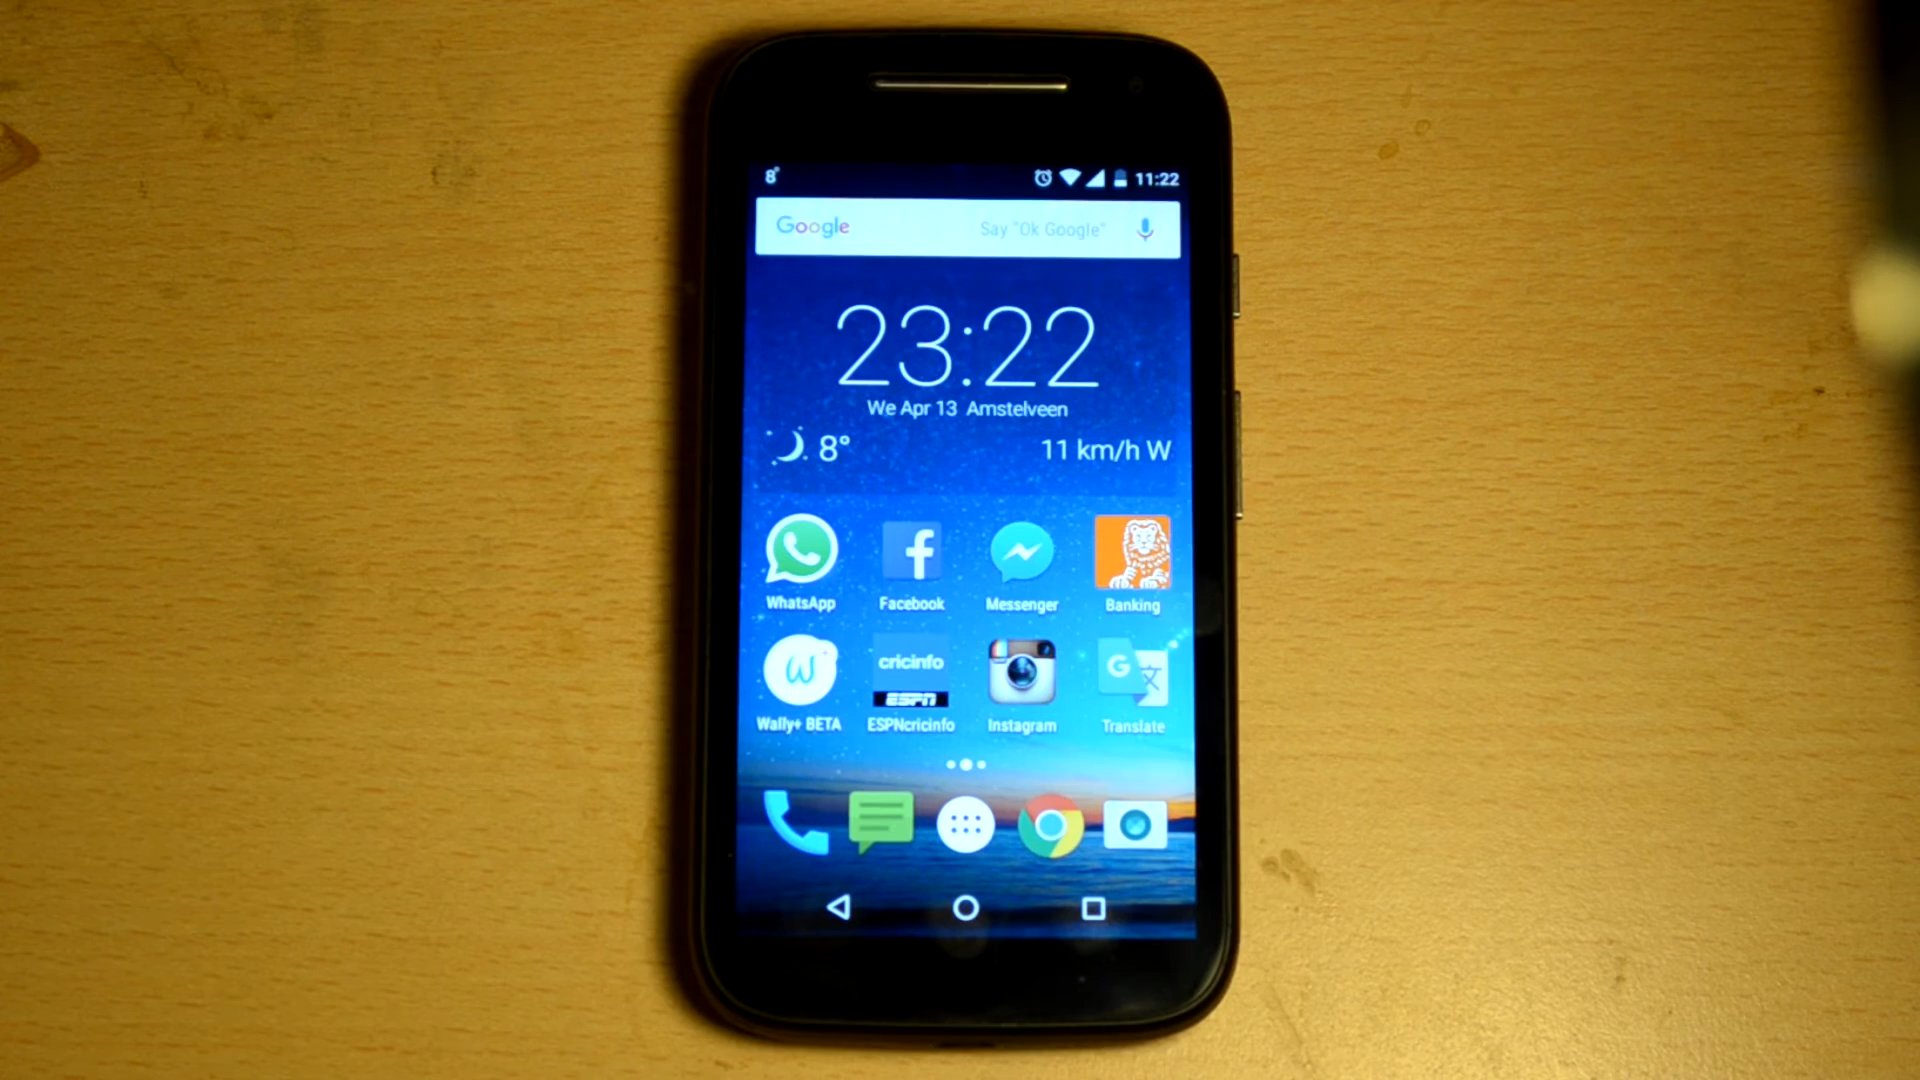 8° 11:22
Google Say "Ok Google"
23:22
We Apr 13 Amstelveen
8° 11 km/h W
WhatsApp Facebook Messenger Banking
W cricinfo G 文
ESPN
Wally+ BETA ESPNcricinfo Instagram Translate